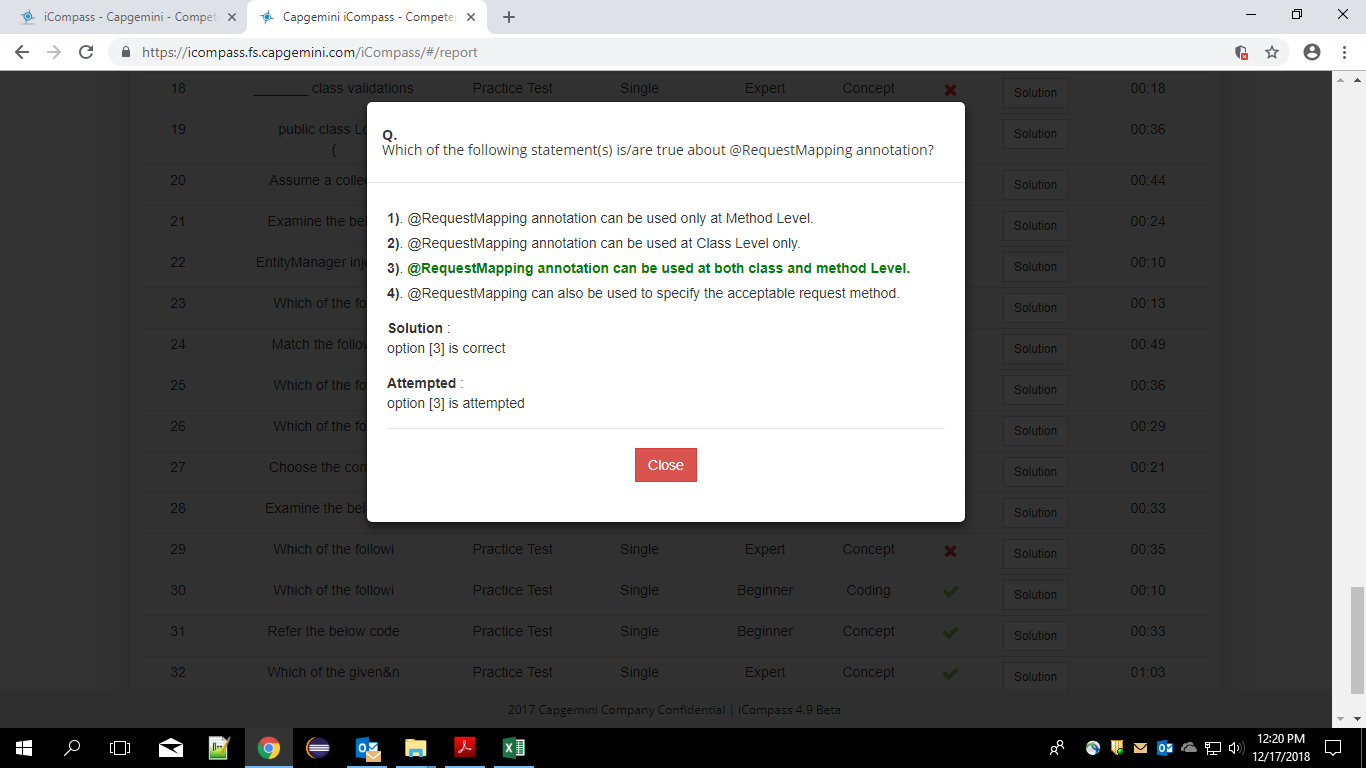 iCompass - Capgemini - Compet
Capgemini iCompass - Competen
https://icompass.fs.capgemini.com/iCompass/#/report
18 ________ class validations Practice Test Single Expert Concept Solution 00:18
19 public class Lo Solution 00:36
{
20 Assume a colle Solution 00:44
21 Examine the bel Solution 00:24
22 EntityManager inj Solution 00:10
23 Which of the fo Solution 00:13
24 Match the follow Solution 00:49
25 Which of the fo Solution 00:36
26 Which of the fo Solution 00:29
27 Choose the corr Solution 00:21
28 Examine the bel Solution 00:33
29 Which of the followi Practice Test Single Expert Concept Solution 00:35
30 Which of the followi Practice Test Single Beginner Coding Solution 00:10
31 Refer the below code Practice Test Single Beginner Concept Solution 00:33
32 Which of the given&n Practice Test Single Expert Concept Solution 01:03
Q.
Which of the following statement(s) is/are true about @RequestMapping annotation?
1). @RequestMapping annotation can be used only at Method Level.
2). @RequestMapping annotation can be used at Class Level only.
3). @RequestMapping annotation can be used at both class and method Level.
4). @RequestMapping can also be used to specify the acceptable request method.
Solution :
option [3] is correct
Attempted :
option [3] is attempted
Close
2017 Capgemini Company Confidential | iCompass 4.9 Beta
12:20 PM
12/17/2018